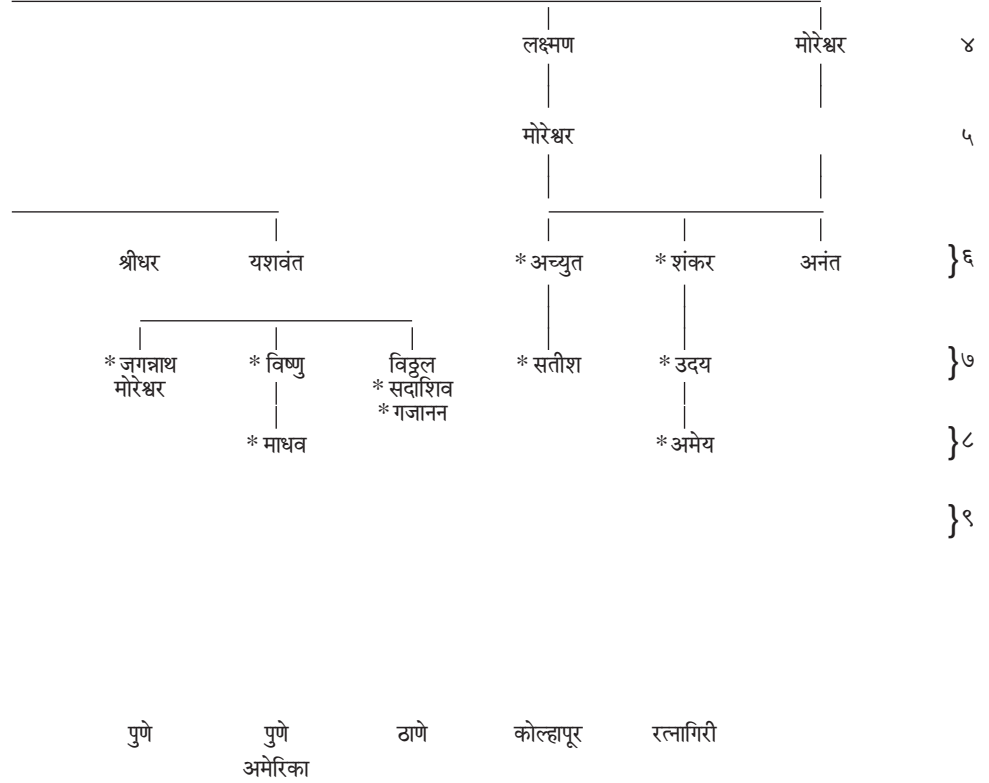 लक्ष्मण मोरेश्वर ४
मोरेश्वर ५
श्रीधर यशवंत * अच्युत * शंकर अनंत }६
* जगन्नाथ * विष्णु विठ्ठल * सतीश * उदय }७
मोरेश्वर * सदाशिव
* गजानन
* माधव * अमेय }८
}९
पुणे पुणे ठाणे कोल्हापूर रत्नागिरी
अमेरिका